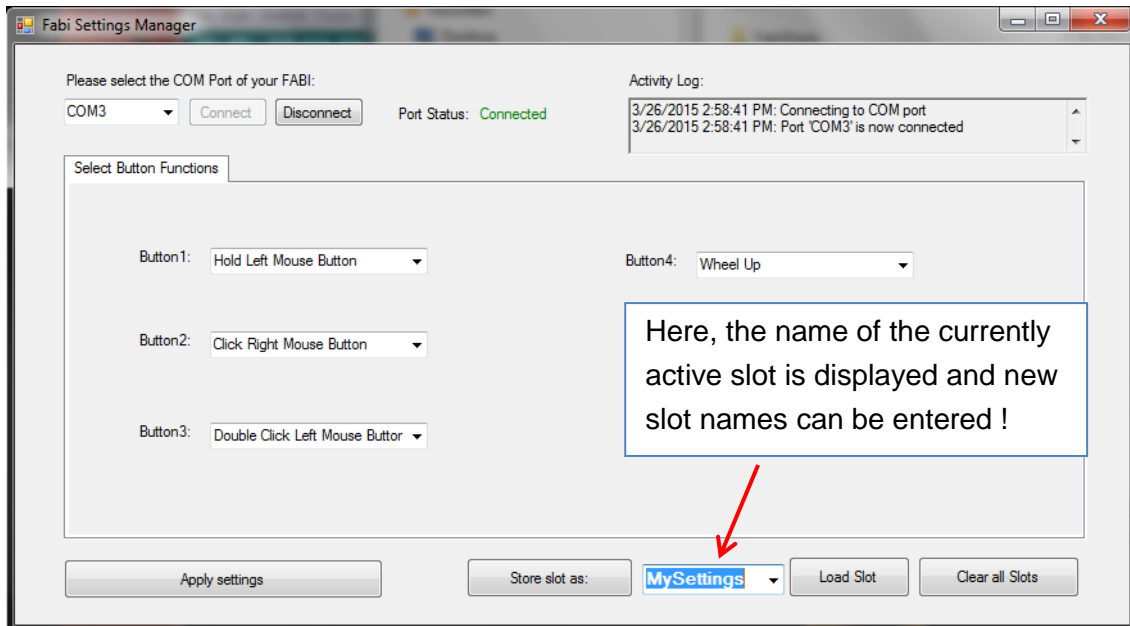 Fabi Settings Manager
Please select the COM Port of your FABI:
Activity Log:
COM3
Connect
Disconnect
Port Status: Connected
3/26/2015 2:58:41 PM: Connecting to COM port
3/26/2015 2:58:41 PM: Port 'COM3' is now connected
Select Button Functions
Button1:
Hold Left Mouse Button
Button4:
Wheel Up
Button2:
Click Right Mouse Button
Button3:
Double Click Left Mouse Buttor
Here, the name of the currently
active slot is displayed and new
slot names can be entered !
Apply settings
Store slot as:
MySettings
Load Slot
Clear all Slots